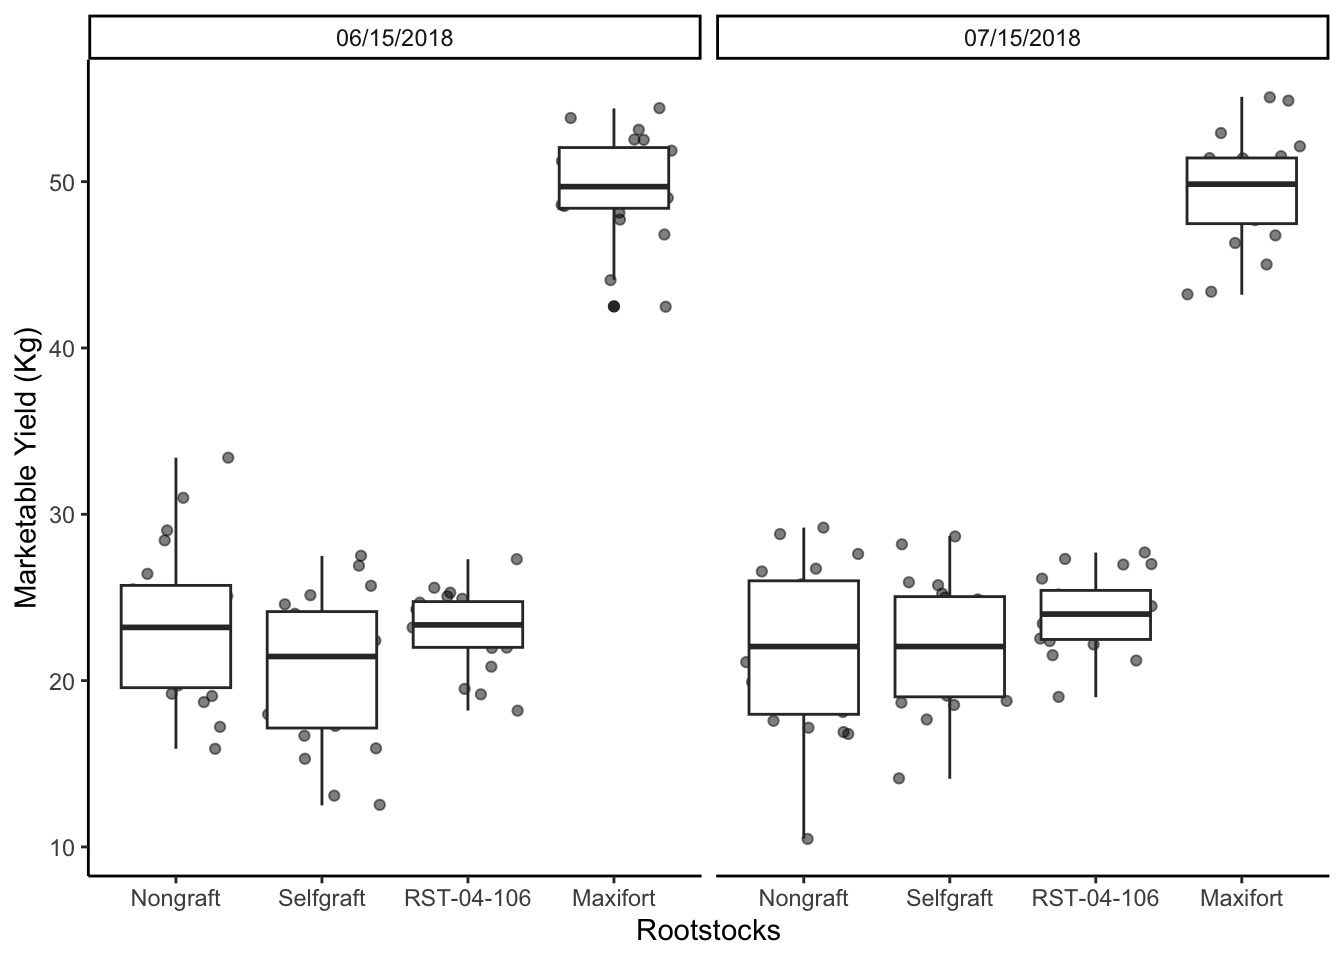 06/15/2018 07/15/2018
Marketable Yield (Kg)
50
40
30
20
10
Nongraft Selfgraft RST-04-106 Maxifort Nongraft Selfgraft RST-04-106 Maxifort
Rootstocks